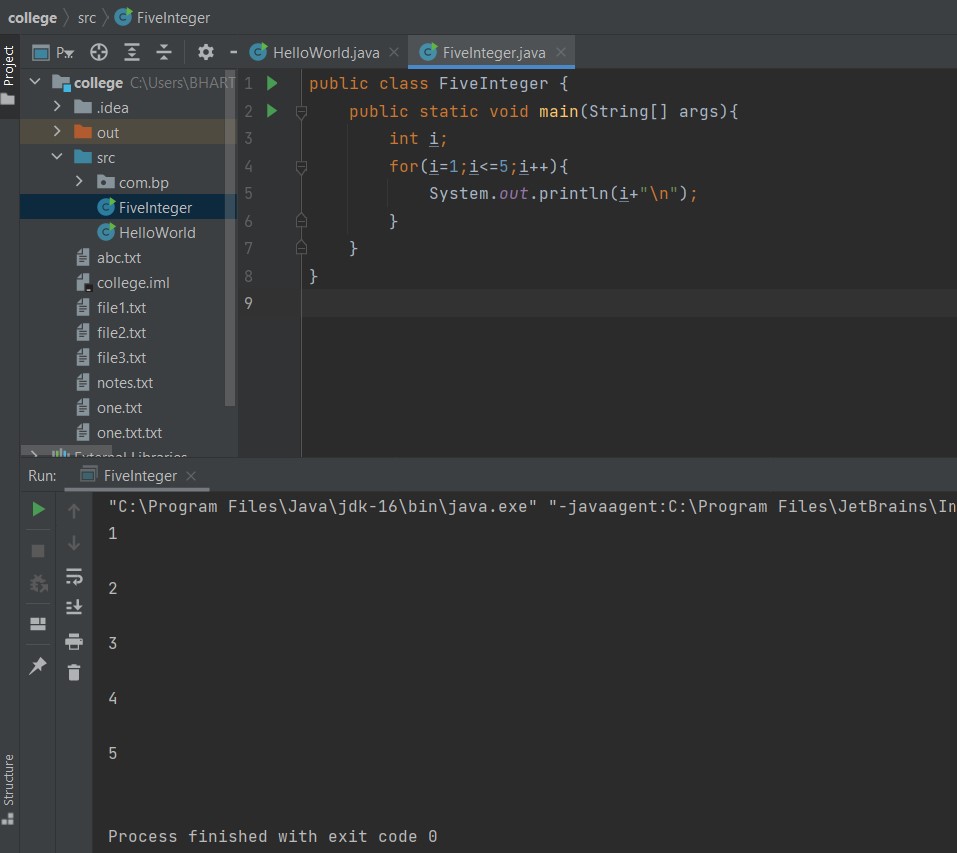 college src FiveInteger
Project
P...
HelloWorld.java FiveInteger.java
college C:\Users\BHART
.idea
out
src
com.bp
FiveInteger
HelloWorld
abc.txt
college.iml
file1.txt
file2.txt
file3.txt
notes.txt
one.txt
one.txt.txt
External Libraries
1 public class FiveInteger {
2 public static void main(String[] args){
3 int i;
4 for(i=1;i<=5;i++){
5 System.out.println(i+"\n");
6 }
7 }
8 }
9
Run: FiveInteger
"C:\Program Files\Java\jdk-16\bin\java.exe" "-javaagent:C:\Program Files\JetBrains\In
1
2
3
4
5
Process finished with exit code 0
Structure